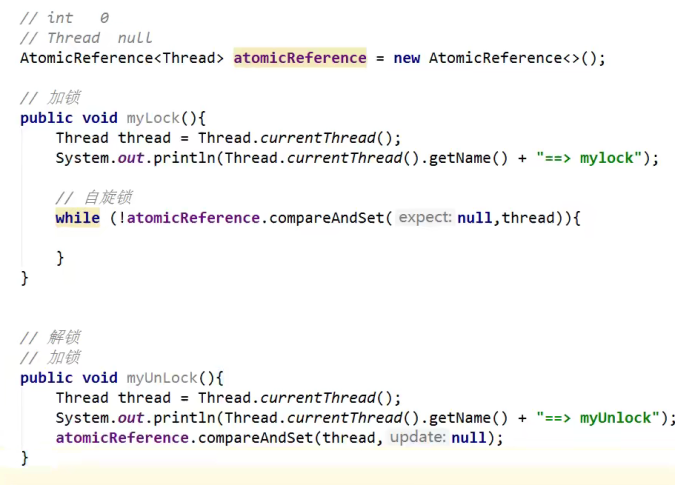 // int   0
// Thread  null
AtomicReference<Thread> atomicReference = new AtomicReference<>();
// 加锁
public void myLock(){
Thread thread = Thread.currentThread();
System.out.println(Thread.currentThread().getName() + "==> mylock");
// 自旋锁
while (!atomicReference.compareAndSet( expect: null,thread)){
}
}
// 解锁
// 加锁
public void myUnLock(){
Thread thread = Thread.currentThread();
System.out.println(Thread.currentThread().getName() + "==> myUnlock");
atomicReference.compareAndSet(thread, update: null);
}